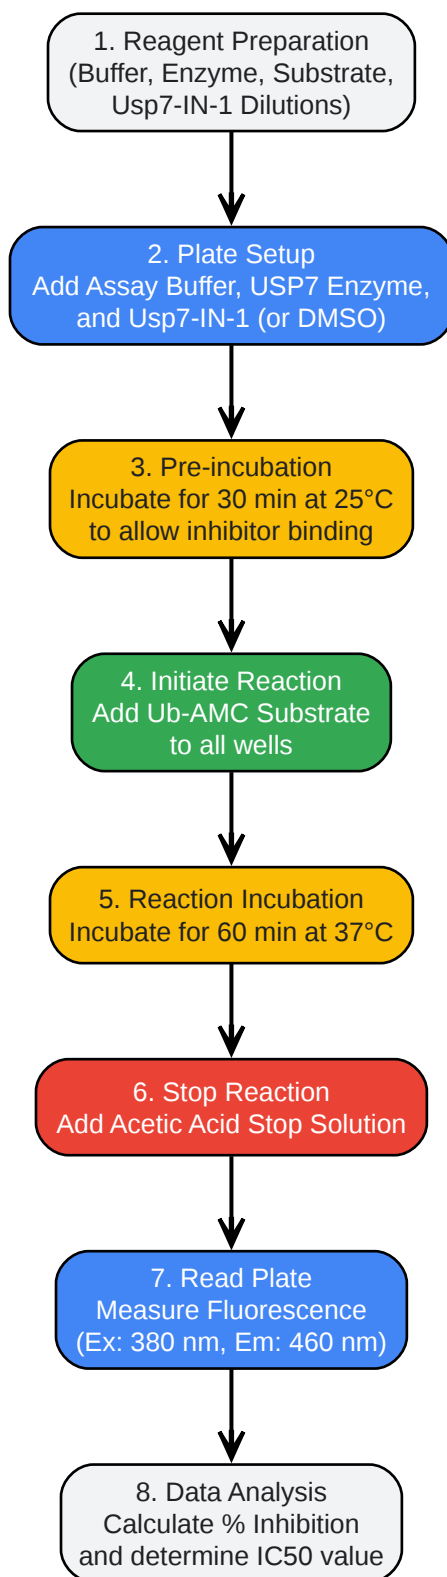 1. Reagent Preparation
(Buffer, Enzyme, Substrate,
Usp7-IN-1 Dilutions)
2. Plate Setup
Add Assay Buffer, USP7 Enzyme,
and Usp7-IN-1 (or DMSO)
3. Pre-incubation
Incubate for 30 min at 25°C
to allow inhibitor binding
4. Initiate Reaction
Add Ub-AMC Substrate
to all wells
5. Reaction Incubation
Incubate for 60 min at 37°C
6. Stop Reaction
Add Acetic Acid Stop Solution
7. Read Plate
Measure Fluorescence
(Ex: 380 nm, Em: 460 nm)
8. Data Analysis
Calculate % Inhibition
and determine IC50 value